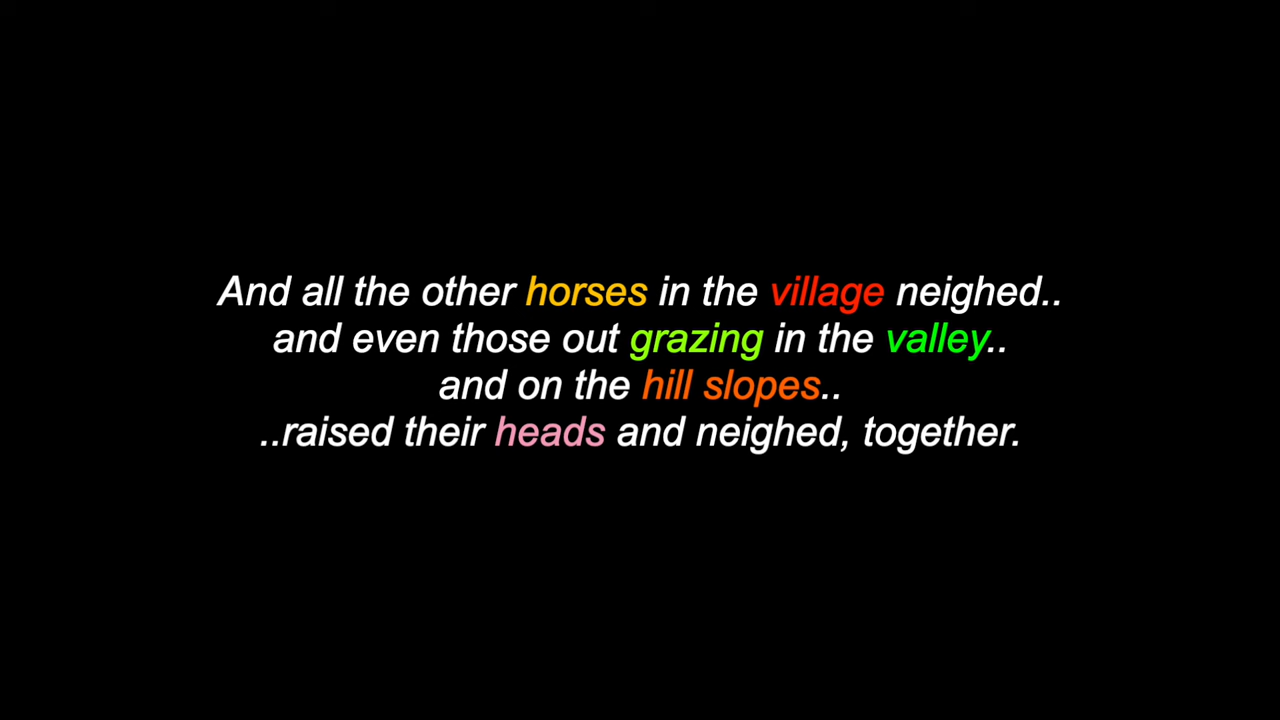 And all the other horses in the village neighed..
and even those out grazing in the valley..
and on the hill slopes..
..raised their heads and neighed, together.